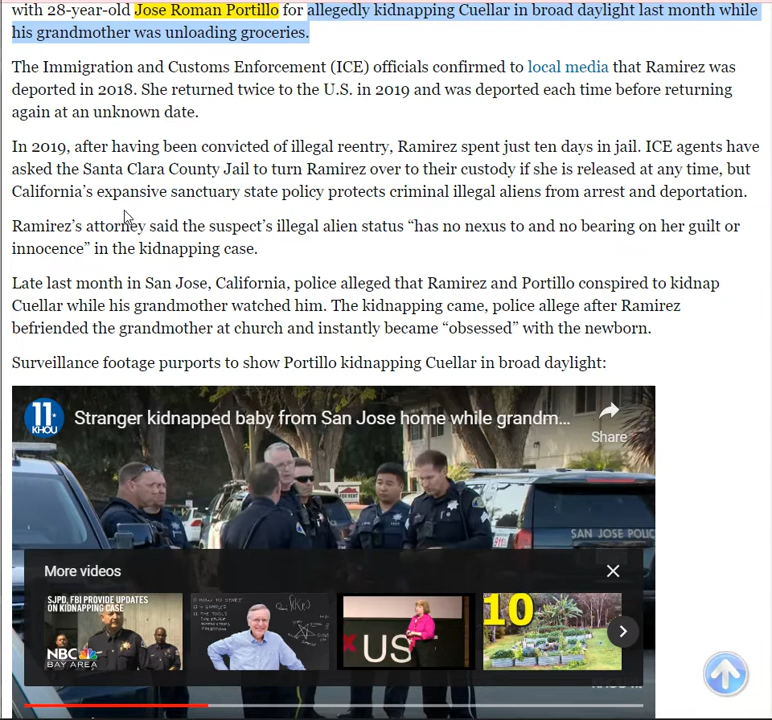 with 28-year-old Jose Roman Portillo for allegedly kidnapping Cuellar in broad daylight last month while
his grandmother was unloading groceries.
The Immigration and Customs Enforcement (ICE) officials confirmed to local media that Ramirez was
deported in 2018. She returned twice to the U.S. in 2019 and was deported each time before returning
again at an unknown date.
In 2019, after having been convicted of illegal reentry, Ramirez spent just ten days in jail. ICE agents have
asked the Santa Clara County Jail to turn Ramirez over to their custody if she is released at any time, but
California's expansive sanctuary state policy protects criminal illegal aliens from arrest and deportation.
Ramirez's attorney said the suspect's illegal alien status “has no nexus to and no bearing on her guilt or
innocence” in the kidnapping case.
Late last month in San Jose, California, police alleged that Ramirez and Portillo conspired to kidnap
Cuellar while his grandmother watched him. The kidnapping came, police allege after Ramirez
befriended the grandmother at church and instantly became “obsessed” with the newborn.
Surveillance footage purports to show Portillo kidnapping Cuellar in broad daylight:
11
KHOU
Stranger kidnapped baby from San Jose home while grandm...
Share
FOR RENT
SAN JOSE POLIC
More videos
SJPD, FBI PROVIDE UPDATES
ON KIDNAPPING CASE
NBC
BAY AREA
US
10